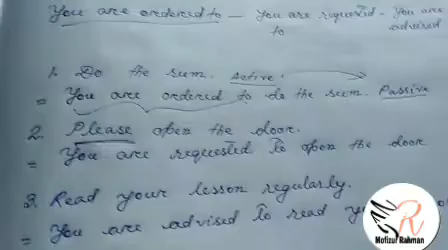 You are ordered to — You are requested - You are
to advised
1. Do the sum. Active.
= You are ordered to do the sum. Passive
2. Please open the door.
= You are requested to open the door
3. Read your lesson regularly.
= You are advised to read
R
Mofizur Rahman